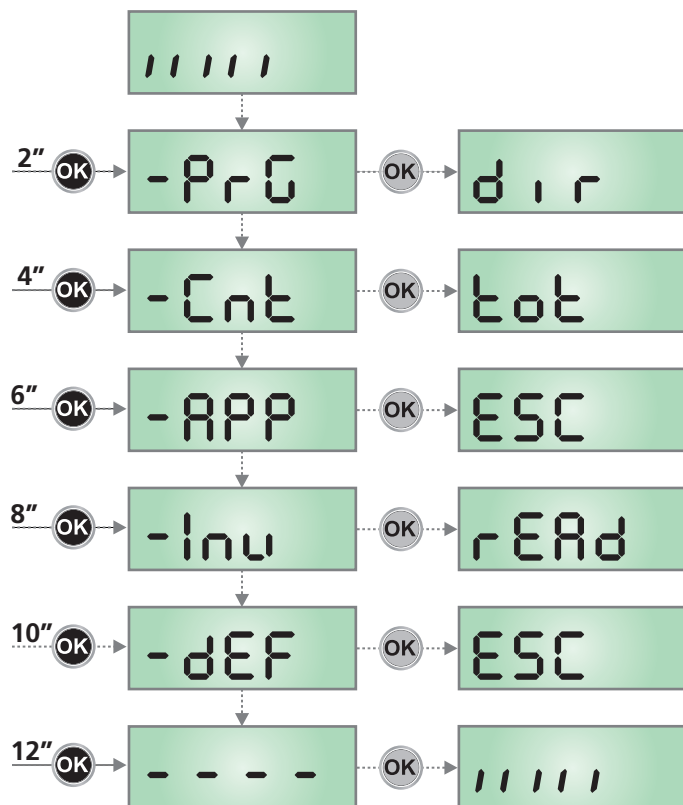 11111
2” OK -PrG OK dir
4” OK -Cnt OK tot
6” OK -APP OK ESC
8” OK -Inv OK rEAd
10” OK -dEF OK ESC
12” OK ---- OK 11111